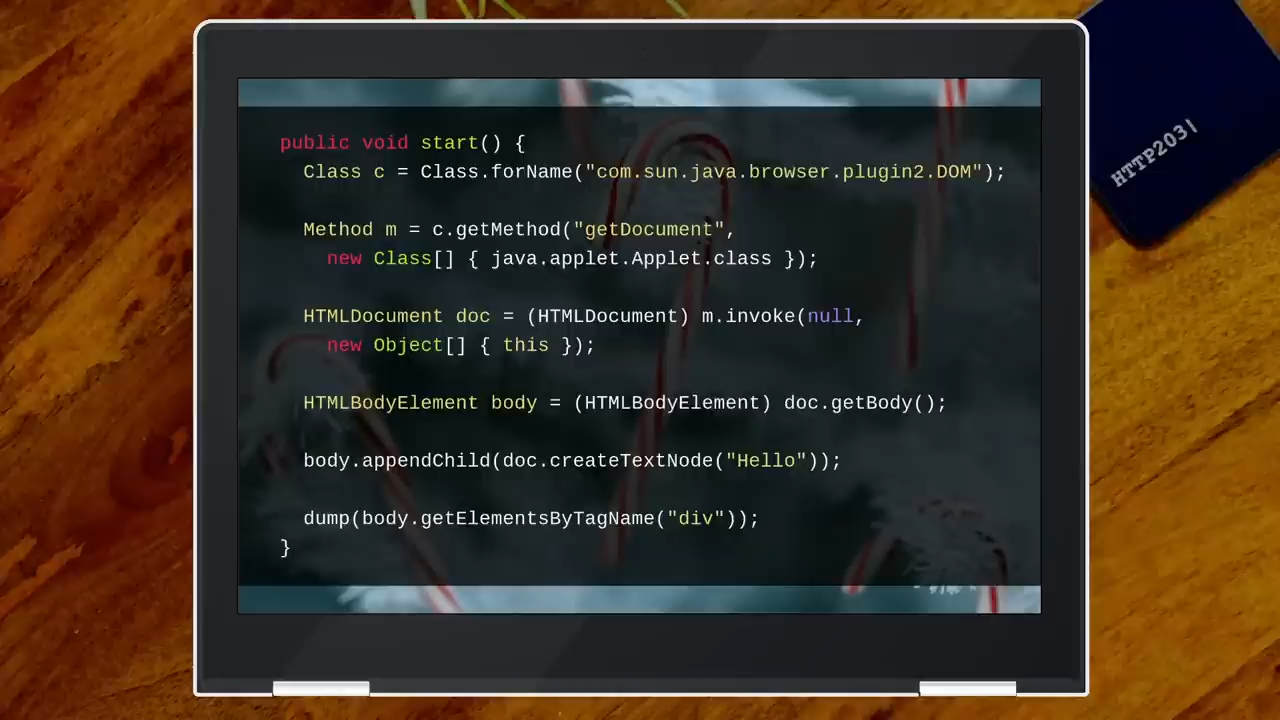 public void start() {
  Class c = Class.forName("com.sun.java.browser.plugin2.DOM");
  Method m = c.getMethod("getDocument",
    new Class[] { java.applet.Applet.class });
  HTMLDocument doc = (HTMLDocument) m.invoke(null,
    new Object[] { this });
  HTMLBodyElement body = (HTMLBodyElement) doc.getBody();
  body.appendChild(doc.createTextNode("Hello"));
  dump(body.getElementsByTagName("div"));
}
HTTP203|